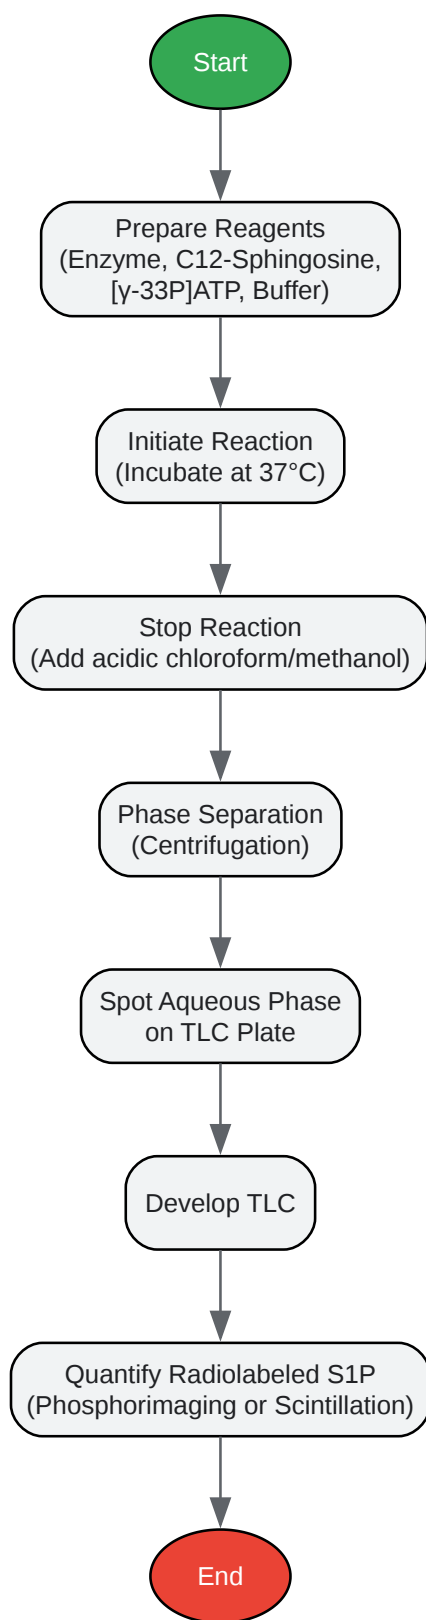 Start
Prepare Reagents
(Enzyme, C12-Sphingosine,
[γ-33P]ATP, Buffer)
Initiate Reaction
(Incubate at 37°C)
Stop Reaction
(Add acidic chloroform/methanol)
Phase Separation
(Centrifugation)
Spot Aqueous Phase
on TLC Plate
Develop TLC
Quantify Radiolabeled S1P
(Phosphorimaging or Scintillation)
End